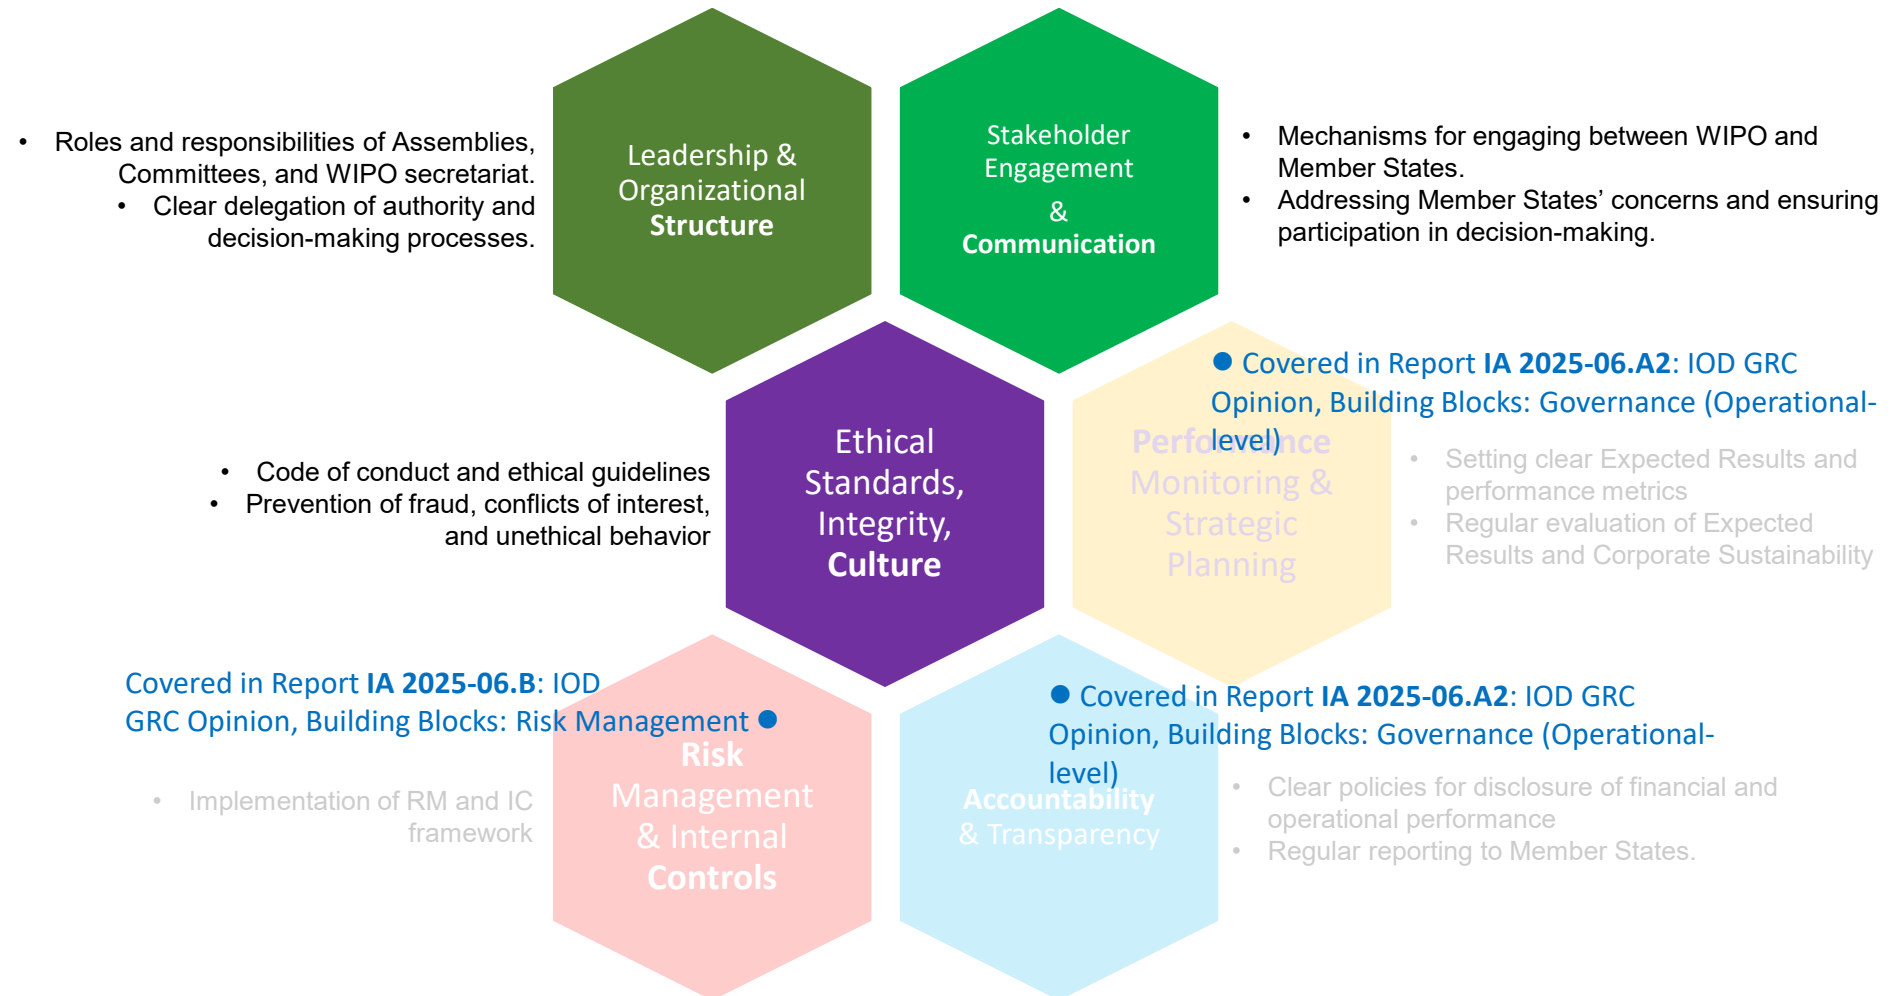 • Roles and responsibilities of Assemblies,
Committees, and WIPO secretariat.
• Clear delegation of authority and
decision-making processes.
Leadership &
Organizational
Structure
Stakeholder
Engagement
&
Communication
• Mechanisms for engaging between WIPO and
Member States.
• Addressing Member States’ concerns and ensuring
participation in decision-making.
• Code of conduct and ethical guidelines
• Prevention of fraud, conflicts of interest,
and unethical behavior
Ethical
Standards,
Integrity,
Culture
● Covered in Report IA 2025-06.A2: IOD GRC
Opinion, Building Blocks: Governance (Operational-
level)
Performance
Monitoring &
Strategic
Planning
• Setting clear Expected Results and
performance metrics
• Regular evaluation of Expected
Results and Corporate Sustainability
Covered in Report IA 2025-06.B: IOD
GRC Opinion, Building Blocks: Risk Management ●
Risk
Management
& Internal
Controls
• Implementation of RM and IC
framework
● Covered in Report IA 2025-06.A2: IOD GRC
Opinion, Building Blocks: Governance (Operational-
level)
Accountability
& Transparency
• Clear policies for disclosure of financial and
operational performance
• Regular reporting to Member States.